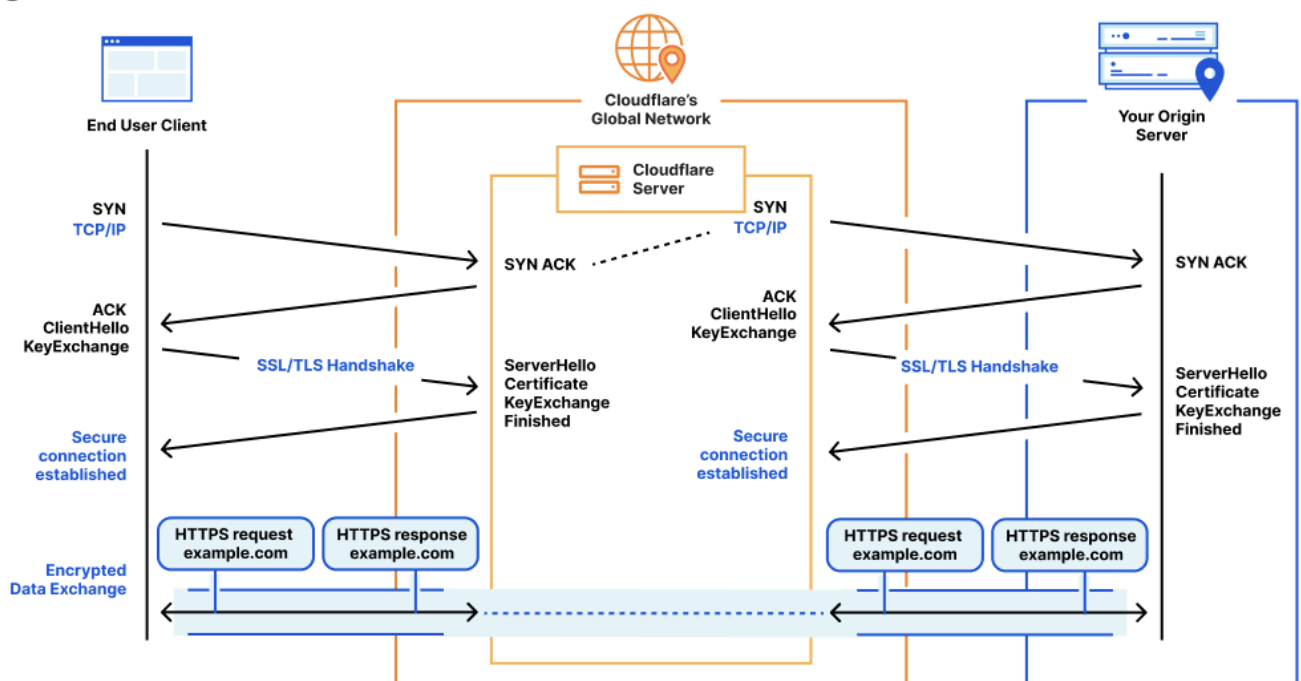 Cloudflare's
Global Network
End User Client
Your Origin
Server
Cloudflare
Server
SYN
TCP/IP
SYN ACK
SYN
TCP/IP
SYN ACK
ACK
ClientHello
KeyExchange
SSL/TLS Handshake
ServerHello
Certificate
KeyExchange
Finished
ACK
ClientHello
KeyExchange
SSL/TLS Handshake
ServerHello
Certificate
KeyExchange
Finished
Secure
connection
established
Secure
connection
established
HTTPS request
example.com
HTTPS response
example.com
HTTPS request
example.com
HTTPS response
example.com
Encrypted
Data Exchange